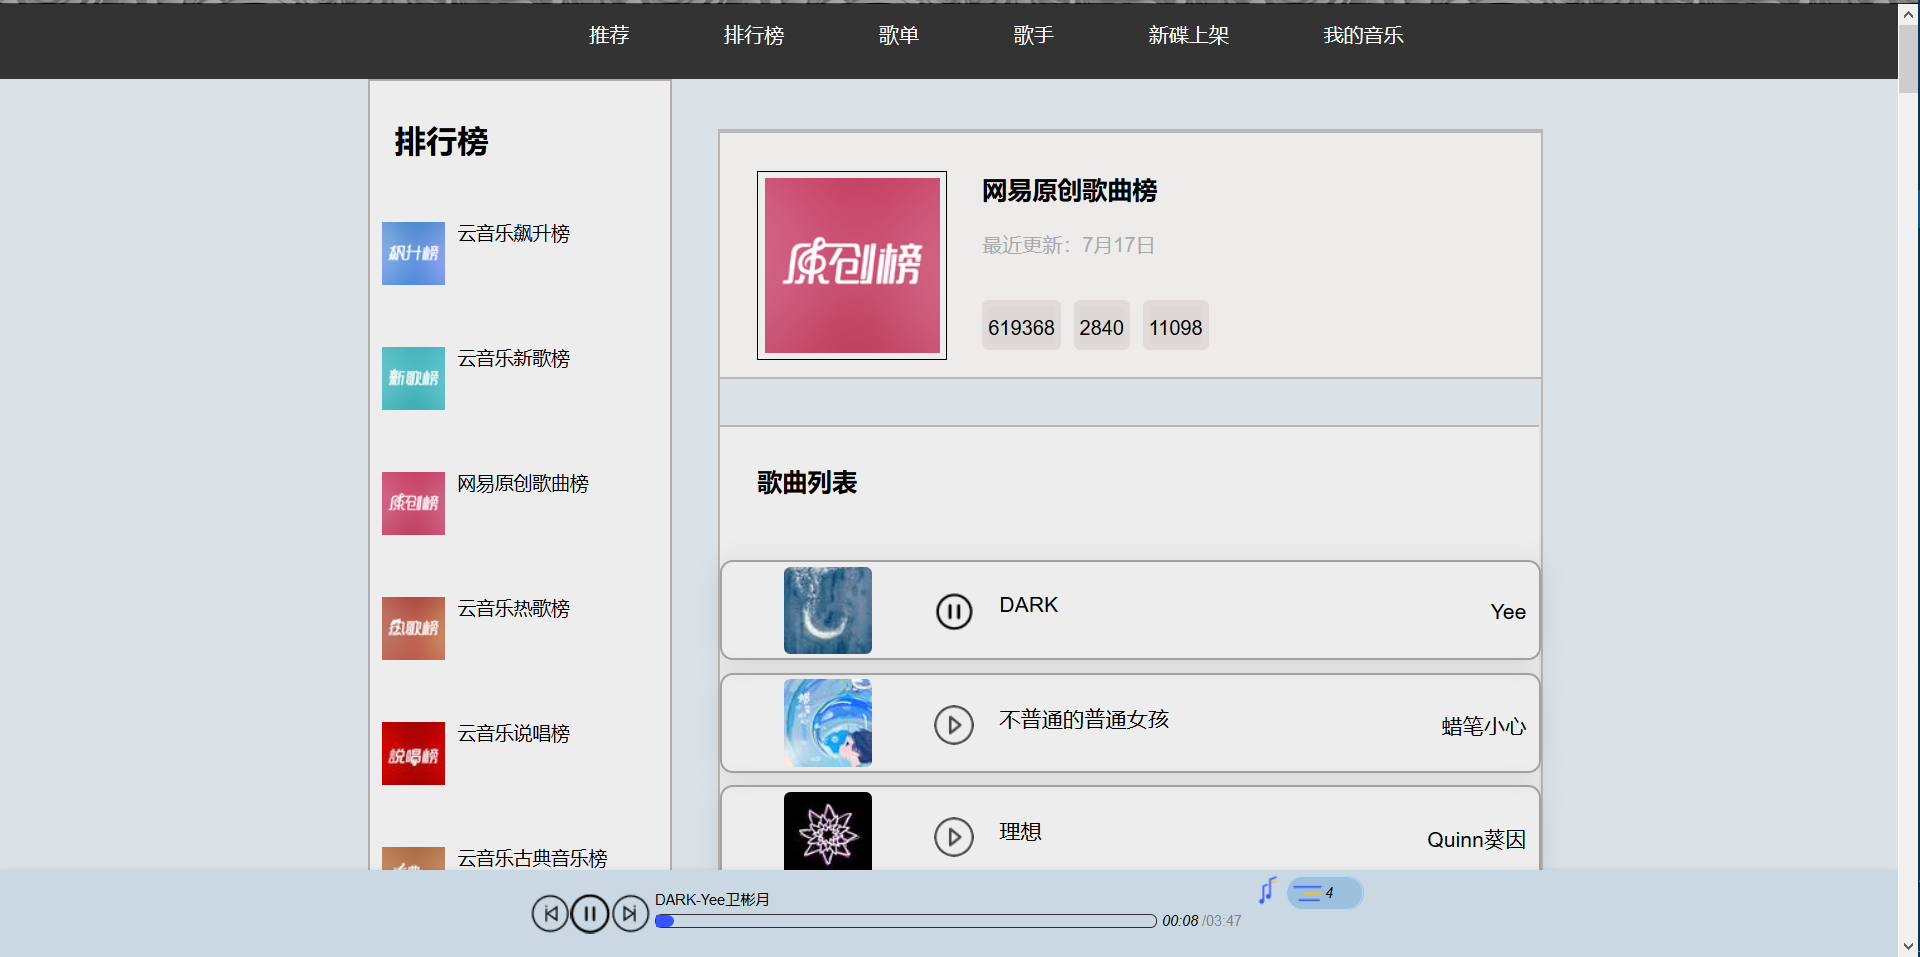 推荐 排行榜 歌单 歌手 新碟上架 我的音乐
排行榜
飙升榜
云音乐飙升榜
新歌榜
云音乐新歌榜
原创榜
网易原创歌曲榜
热歌榜
云音乐热歌榜
说唱榜
云音乐说唱榜
云音乐古典音乐榜
原创榜
网易原创歌曲榜
最近更新：7月17日
619368 2840 11098
歌曲列表
DARK Yee
不普通的普通女孩 蜡笔小心
理想 Quinn葵因
DARK-Yee卫彬月
00:08 /03:47
4